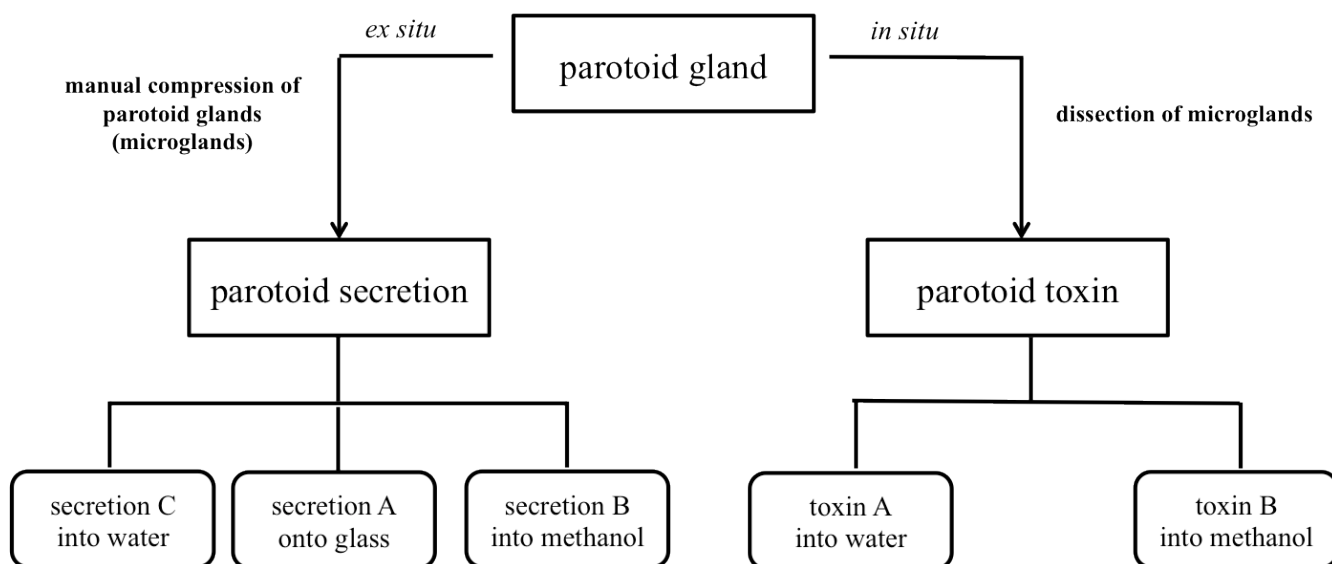 ex situ
in situ
parotoid gland
manual compression of
parotoid glands
(microglands)
dissection of microglands
parotoid secretion
parotoid toxin
secretion C
into water
secretion A
onto glass
secretion B
into methanol
toxin A
into water
toxin B
into methanol